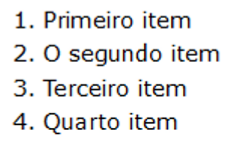 1. Primeiro item
2. O segundo item
3. Terceiro item
4. Quarto item